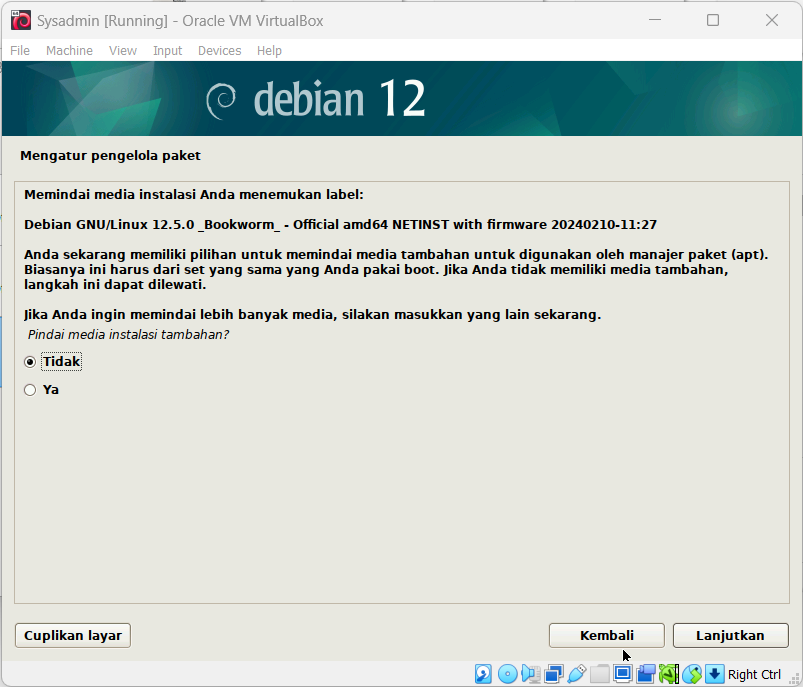 Sysadmin [Running] - Oracle VM VirtualBox
File Machine View Input Devices Help
debian 12
Mengatur pengelola paket
Memindai media instalasi Anda menemukan label:
Debian GNU/Linux 12.5.0 _Bookworm_ - Official amd64 NETINST with firmware 20240210-11:27
Anda sekarang memiliki pilihan untuk memindai media tambahan untuk digunakan oleh manajer paket (apt).
Biasanya ini harus dari set yang sama yang Anda pakai boot. Jika Anda tidak memiliki media tambahan,
langkah ini dapat dilewati.
Jika Anda ingin memindai lebih banyak media, silakan masukkan yang lain sekarang.
Pindai media instalasi tambahan?
Tidak
Ya
Cuplikan layar Kembali Lanjutkan
Right Ctrl